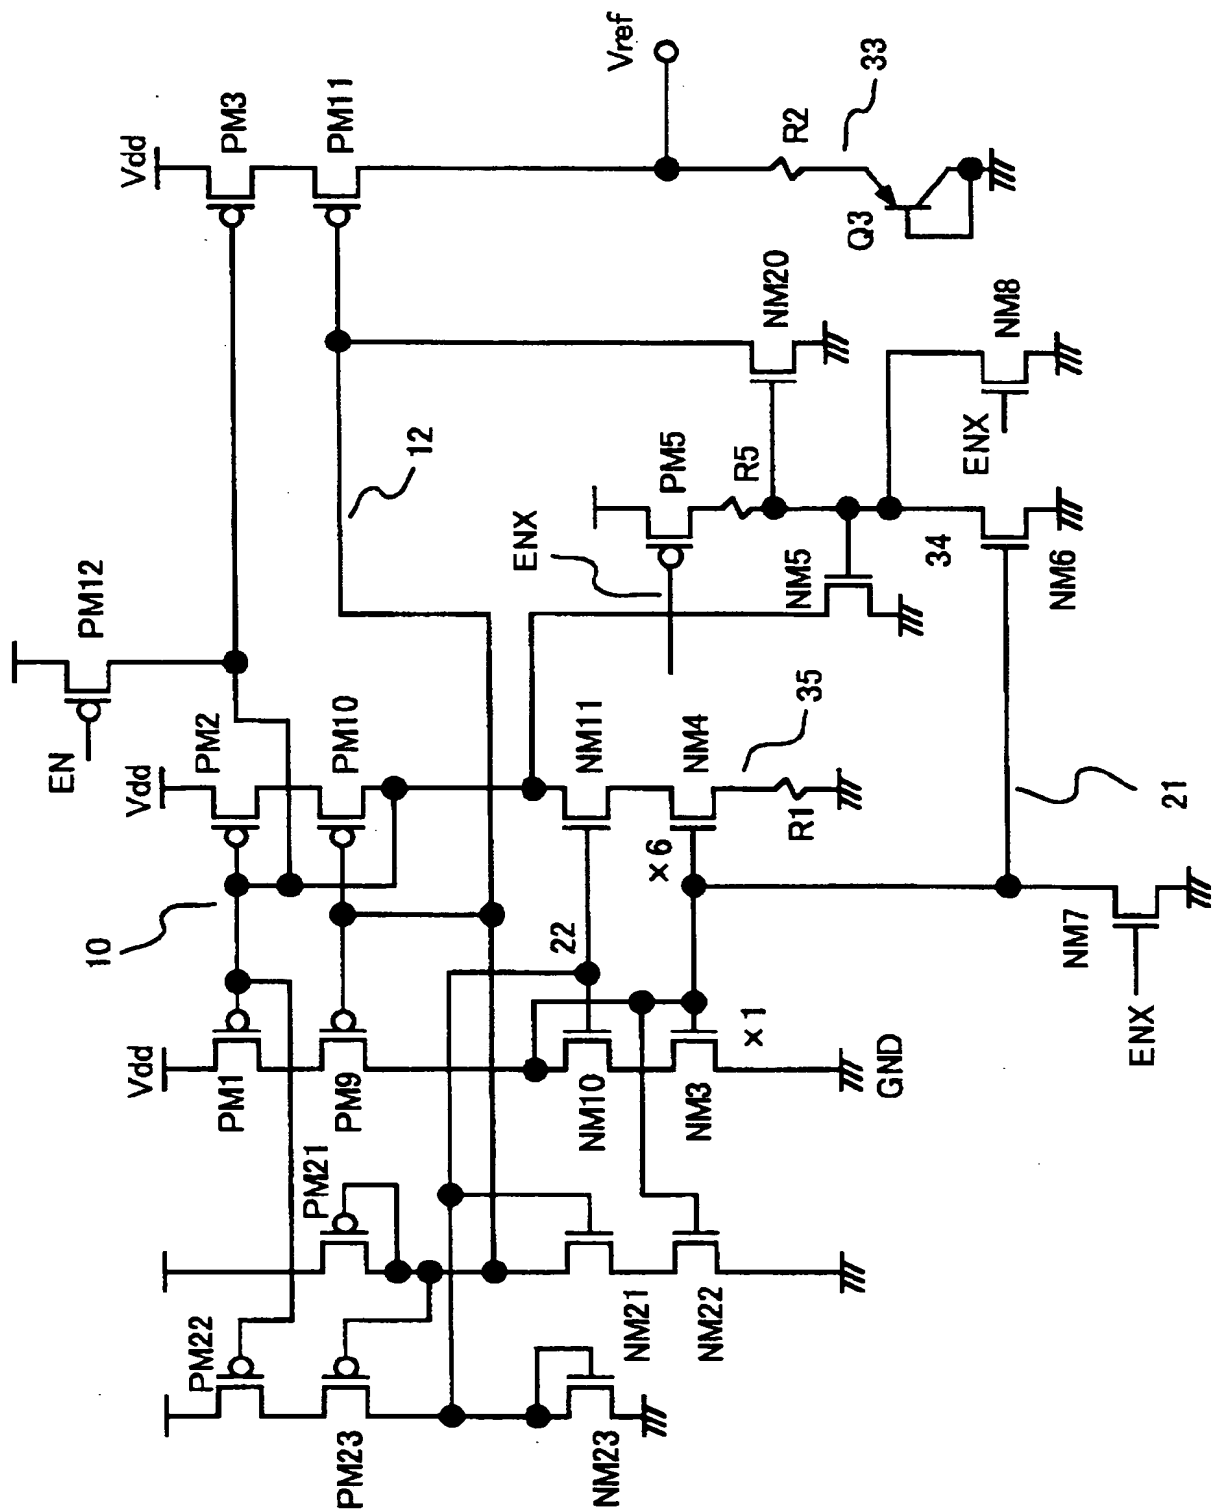 Vdd
PM3
PM11
Vref
R2
33
Q3
NM20
NM8
ENX
12
PM5
R5
ENX
NM5
34
NM6
PM12
EN
Vdd
PM2
PM10
NM11
NM4
35
R1
×6
21
10
22
NM7
ENX
Vdd
PM1
PM9
NM10
NM3
×1
GND
PM21
NM21
NM22
PM22
PM23
NM23